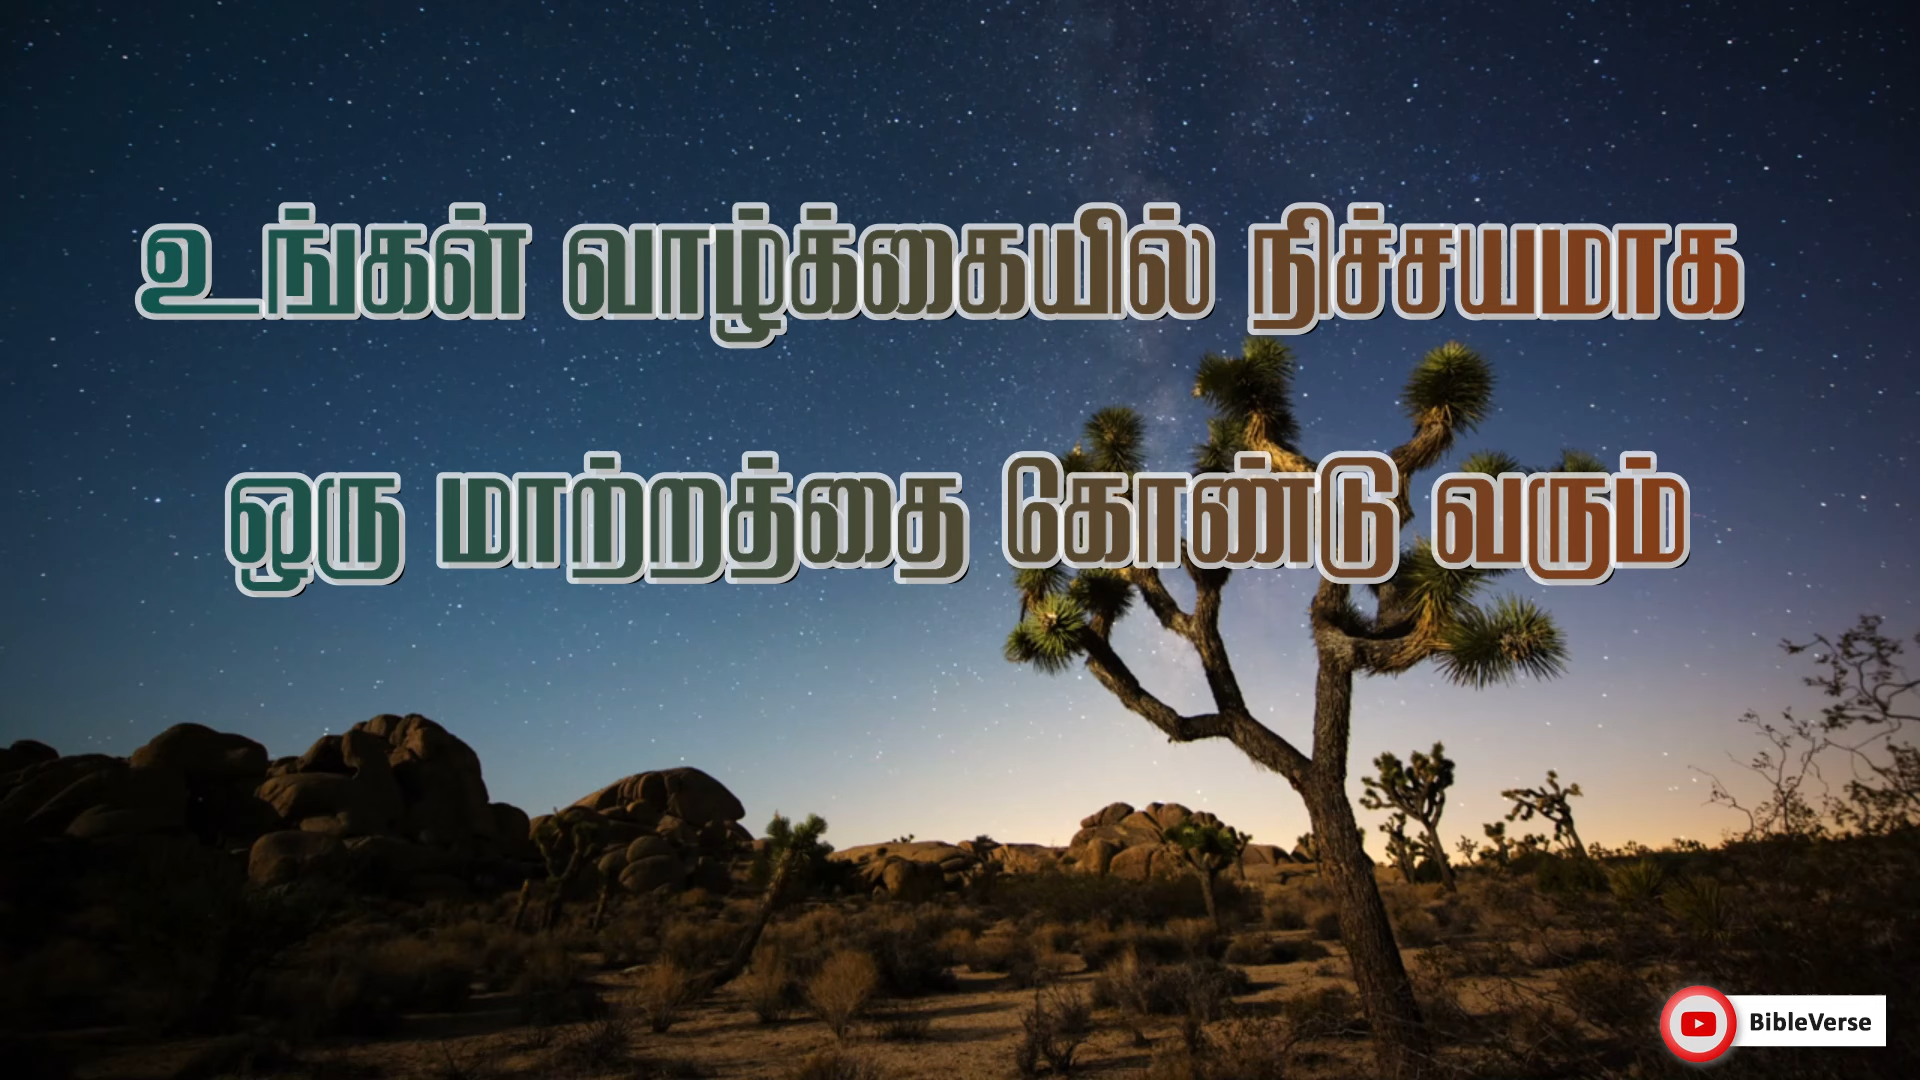 உங்கள் வாழ்க்கையில் நிச்சயமாக
ஒரு மாற்றத்தை கோண்டு வரும்
BibleVerse